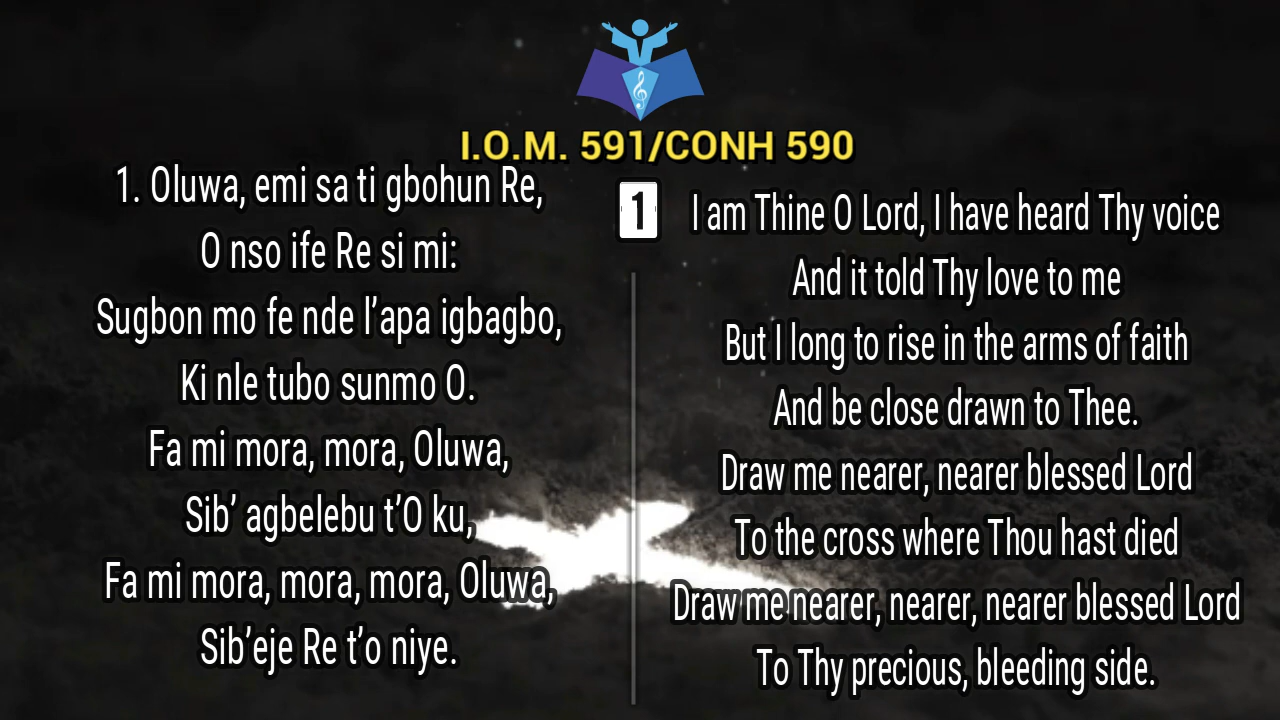 I.O.M. 591/CONH 590
1. Oluwa, emi sa ti gbohun Re,
O nso ife Re si mi:
Sugbon mo fe nde l’apa igbagbo,
Ki nle tubo sunmo O.
Fa mi mora, mora, Oluwa,
Sib’ agbelebu t’O ku,
Fa mi mora, mora, mora, Oluwa,
Sib’eje Re t’o niye.
1
I am Thine O Lord, I have heard Thy voice
And it told Thy love to me
But I long to rise in the arms of faith
And be close drawn to Thee.
Draw me nearer, nearer blessed Lord
To the cross where Thou hast died
Draw me nearer, nearer, nearer blessed Lord
To Thy precious, bleeding side.